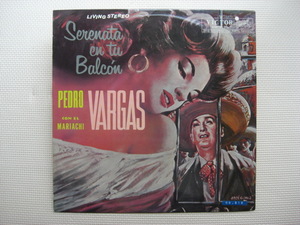 LIVING STEREO
VICTOR
Serenata
en tu
Balcón
PEDRO
VARGAS
CON EL
MARIACHI